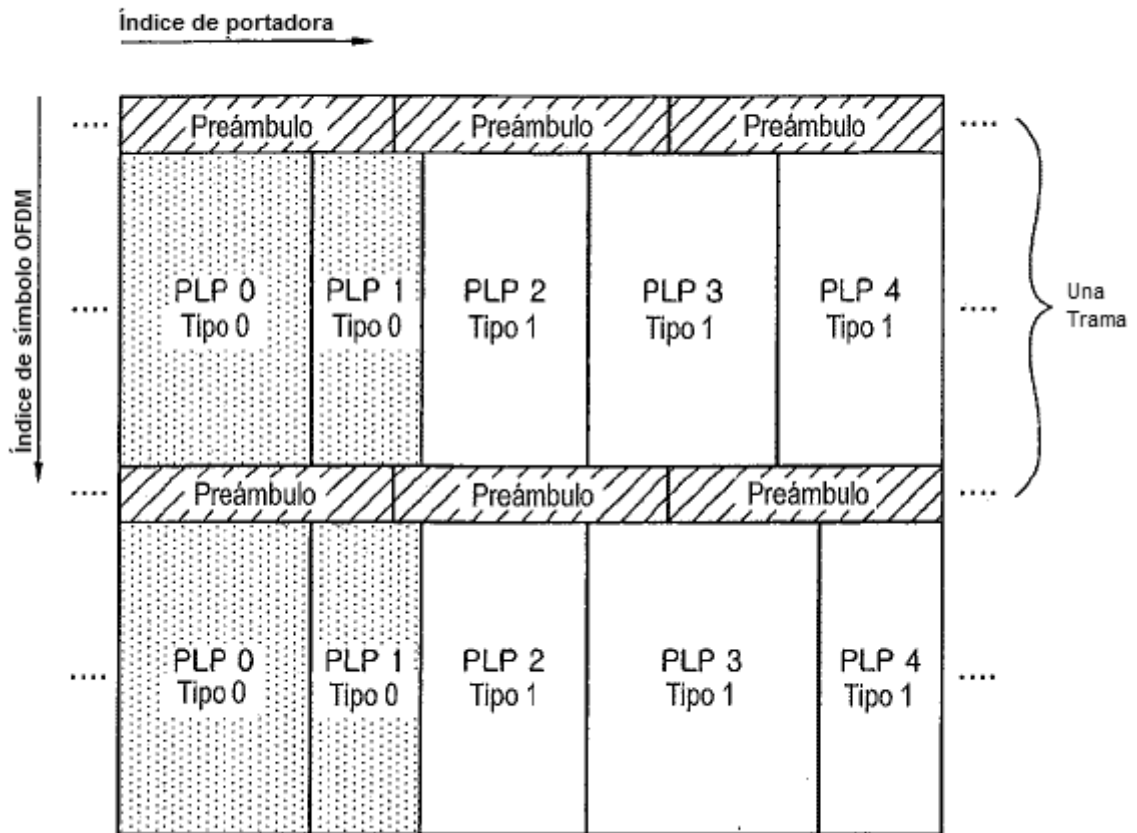 Índice de portadora
Índice de símbolo OFDM
.... Preámbulo Preámbulo Preámbulo ....
.... PLP 0 PLP 1 PLP 2 PLP 3 PLP 4 ....
Tipo 0 Tipo 0 Tipo 1 Tipo 1 Tipo 1
Una
Trama
.... Preámbulo Preámbulo Preámbulo ....
.... PLP 0 PLP 1 PLP 2 PLP 3 PLP 4 ....
Tipo 0 Tipo 0 Tipo 1 Tipo 1 Tipo 1